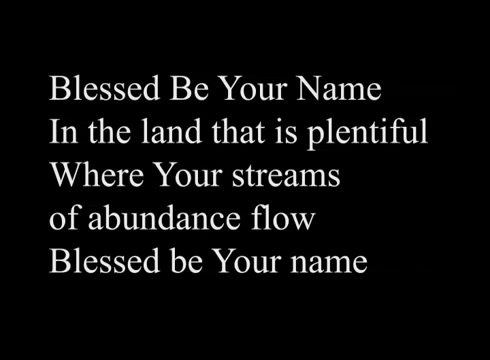 Blessed Be Your Name
In the land that is plentiful
Where Your streams
of abundance flow
Blessed be Your name